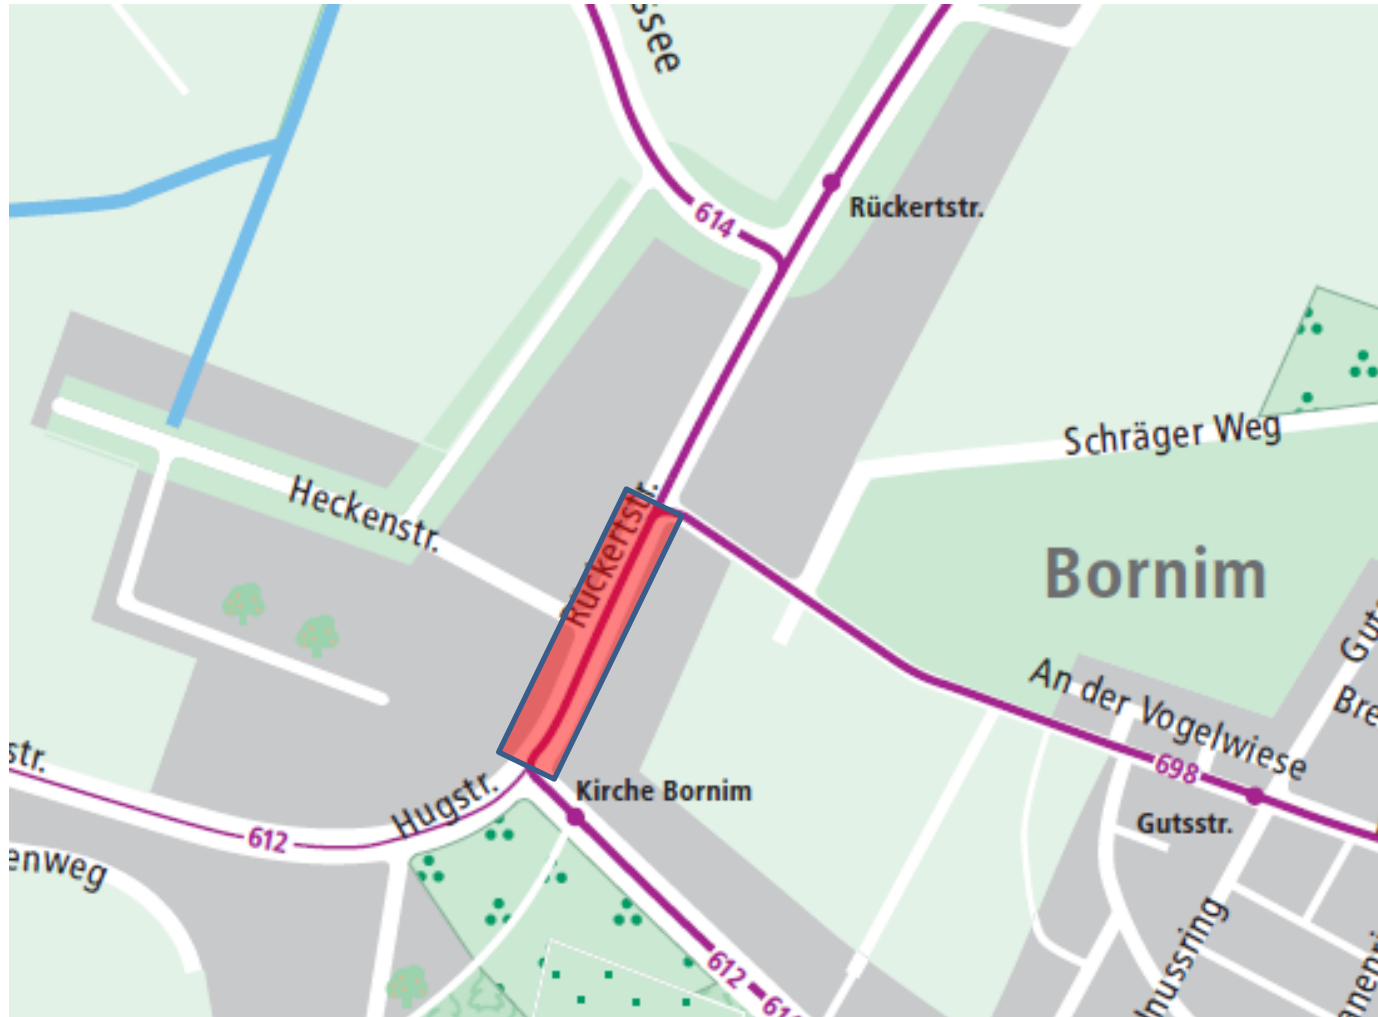 614
Rückertstr.
Schräger Weg
Heckenstr.
Rückertstr.
Bornim
An der Vogelwiese
698
Gutsstr.
Kirche Bornim
Hugstr.
str.
612
enweg
612